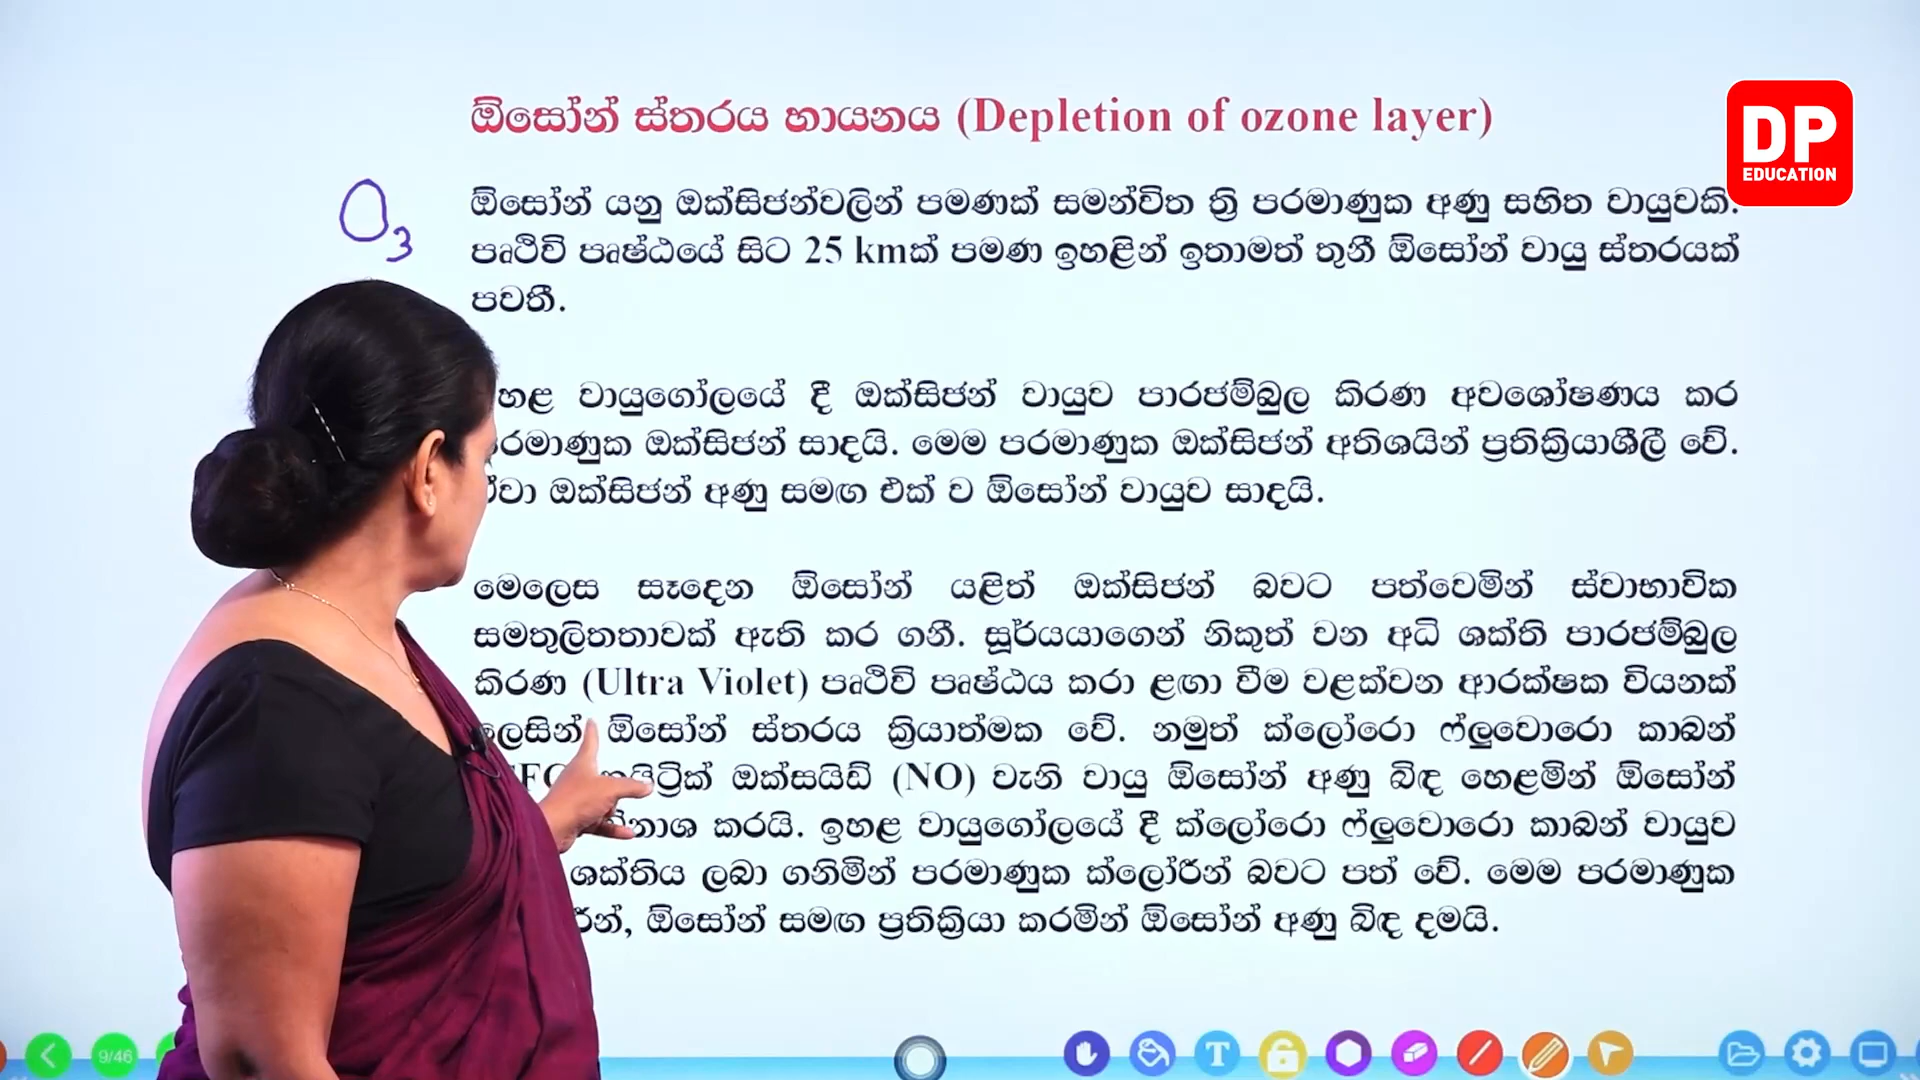 ඕසෝන් ස්තරය හායනය (Depletion of ozone layer)
DP
EDUCATION
O3
ඕසෝන් යනු ඔක්සිජන්වලින් පමණක් සමන්විත ත්‍රි පරමාණුක අණු සහිත වායුවකි.
පෘථිවි පෘෂ්ඨයේ සිට 25 kmක් පමණ ඉහළින් ඉතාමත් තුනී ඕසෝන් වායු ස්තරයක්
පවතී.
වායුගෝලයේ දී ඔක්සිජන් වායුව පාරජම්බුල කිරණ අවශෝෂණය කර
ඔක්සිජන් සාදයි. මෙම පරමාණුක ඔක්සිජන් අතිශයින් ප්‍රතික්‍රියාශීලී වේ.
ඔක්සිජන් අණු සමඟ එක් ව ඕසෝන් වායුව සාදයි.
මෙලෙස සෑදෙන ඕසෝන් යළිත් ඔක්සිජන් බවට පත්වෙමින් ස්වාභාවික
සමතුලිතතාවක් ඇති කර ගනී. සූර්යයාගෙන් නිකුත් වන අධි ශක්ති පාරජම්බුල
කිරණ (Ultra Violet) පෘථිවි පෘෂ්ඨය කරා ළඟා වීම වළක්වන ආරක්ෂක වියනක්
ලෙසින් ඕසෝන් ස්තරය ක්‍රියාත්මක වේ. නමුත් ක්ලෝරො ෆ්ලුවොරො කාබන්
ඔක්සයිඩ් (NO) වැනි වායු ඕසෝන් අණු බිඳ හෙළමින් ඕසෝන්
කරයි. ඉහළ වායුගෝලයේ දී ක්ලෝරො ෆ්ලුවොරො කාබන් වායුව
ශක්තිය ලබා ගනිමින් පරමාණුක ක්ලෝරීන් බවට පත් වේ. මෙම පරමාණුක
ඕසෝන් සමඟ ප්‍රතික්‍රියා කරමින් ඕසෝන් අණු බිඳ දමයි.
9/46
T